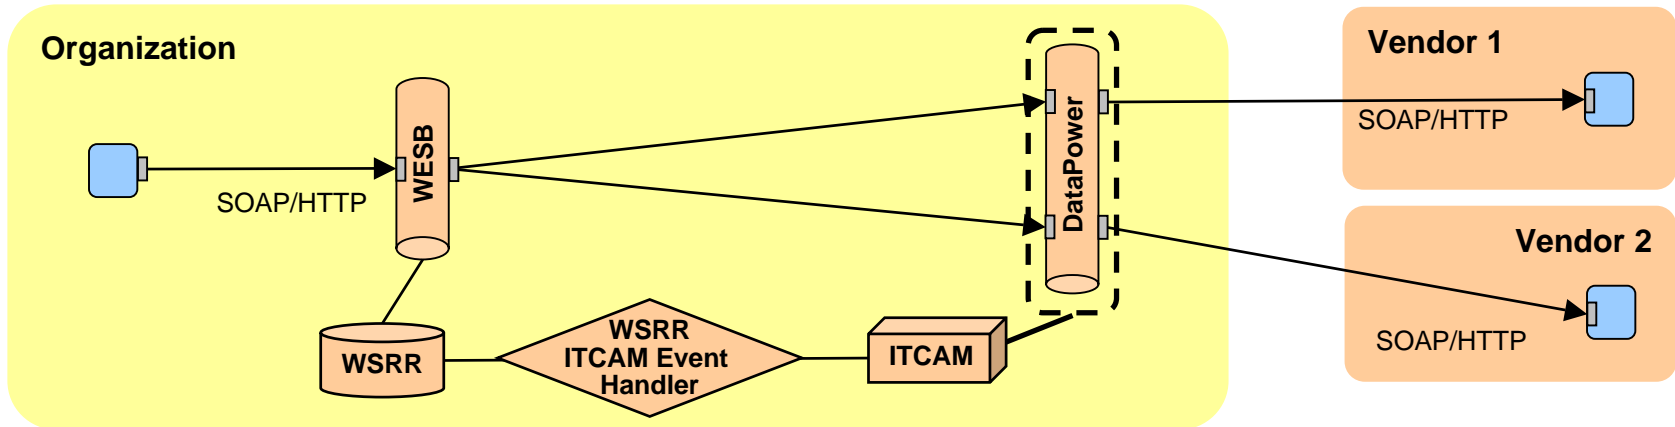 Organization
Vendor 1
WESB
DataPower
SOAP/HTTP
SOAP/HTTP
Vendor 2
WSRR
WSRR
ITCAM Event
Handler
ITCAM
SOAP/HTTP